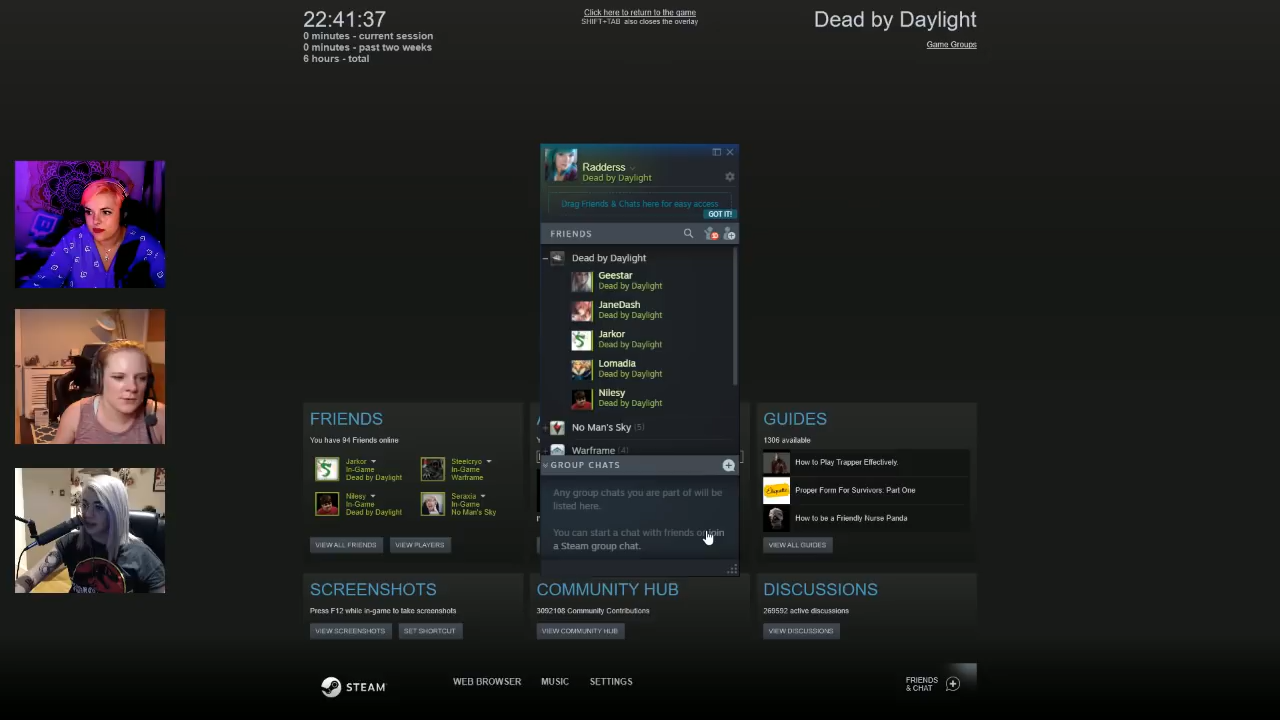 22:41:37
0 minutes - current session
0 minutes - past two weeks
6 hours - total
Click here to return to the game
SHIFT+TAB also closes the overlay
Dead by Daylight
Game Groups
Radderss
Dead by Daylight
Drag Friends & Chats here for easy access
GOT IT!
FRIENDS
Dead by Daylight
Geestar
Dead by Daylight
JaneDash
Dead by Daylight
Jarkor
Dead by Daylight
Lomadia
Dead by Daylight
Nilesy
Dead by Daylight
No Man's Sky (5)
Warframe (4)
GROUP CHATS
Any group chats you are part of will be
listed here.
You can start a chat with friends or join
a Steam group chat.
FRIENDS
You have 94 Friends online
Jarkor
In-Game
Dead by Daylight
Steelcryo
In-Game
Warframe
Nilesy
In-Game
Dead by Daylight
Seraxia
In-Game
No Man's Sky
VIEW ALL FRIENDS
VIEW PLAYERS
GUIDES
1306 available
How to Play Trapper Effectively.
Proper Form For Survivors: Part One
How to be a Friendly Nurse Panda
VIEW ALL GUIDES
SCREENSHOTS
Press F12 while in-game to take screenshots
VIEW SCREENSHOTS
SET SHORTCUT
COMMUNITY HUB
3092108 Community Contributions
VIEW COMMUNITY HUB
DISCUSSIONS
269592 active discussions
VIEW DISCUSSIONS
STEAM
WEB BROWSER
MUSIC
SETTINGS
FRIENDS
& CHAT